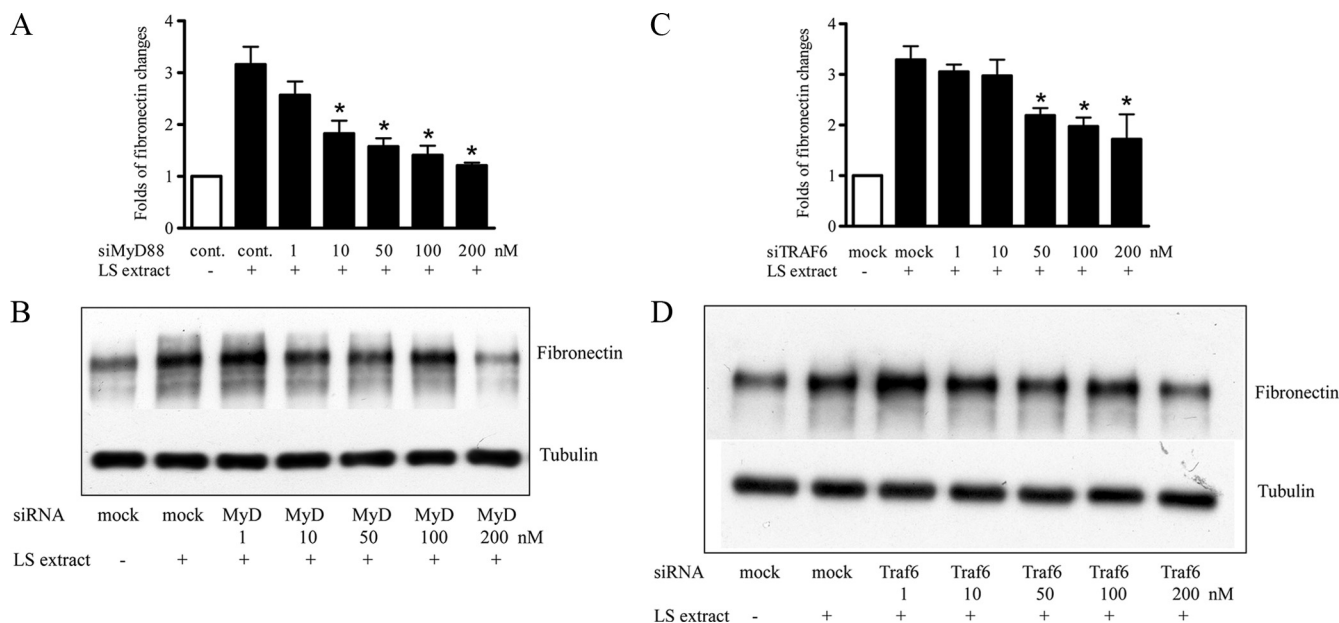 A
Folds of fibronectin changes
4
3
2
1
0
* * * *
siMyD88 cont. cont. 1 10 50 100 200 nM
LS extract - + + + + + +
B
Fibronectin
Tubulin
siRNA mock mock MyD MyD MyD MyD MyD
1 10 50 100 200 nM
LS extract - + + + + + +
C
Folds of fibronectin changes
4
3
2
1
0
* * *
siTRAF6 mock mock 1 10 50 100 200 nM
LS extract - + + + + + +
D
Fibronectin
Tubulin
siRNA mock mock Traf6 Traf6 Traf6 Traf6 Traf6
1 10 50 100 200 nM
LS extract - + + + + + +